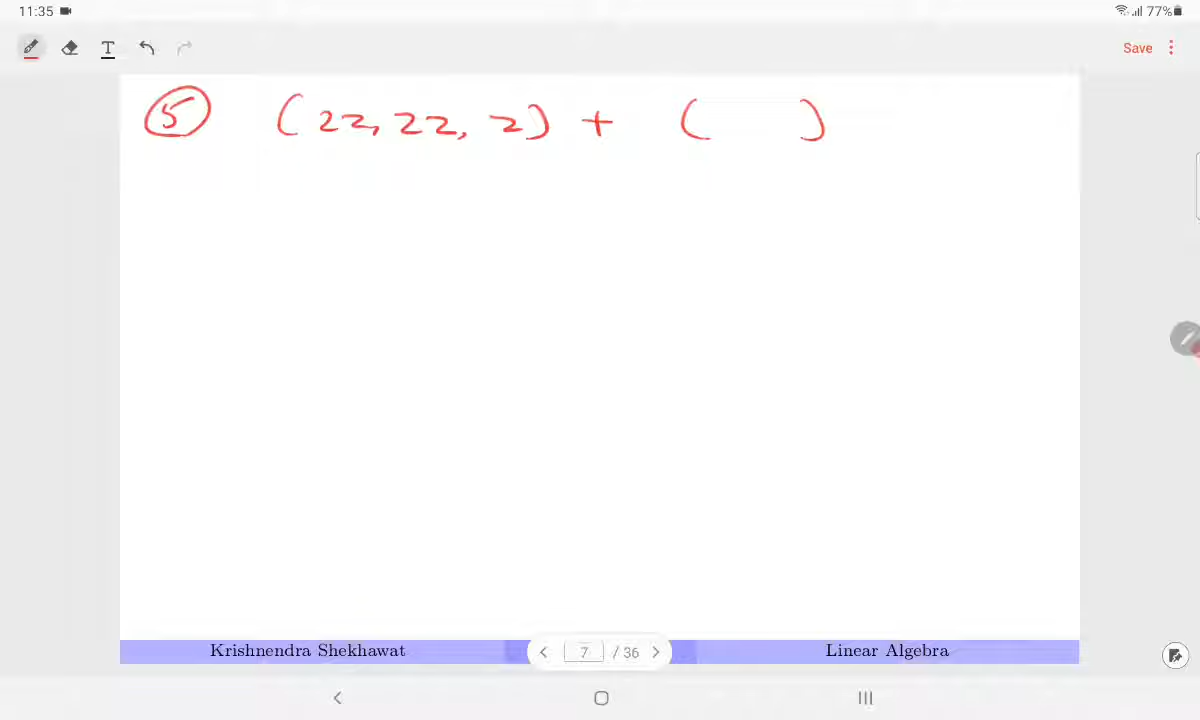 11:35 77%
T Save
5 (22, 22, 2) + ( )
Krishnendra Shekhawat 7 / 36 Linear Algebra